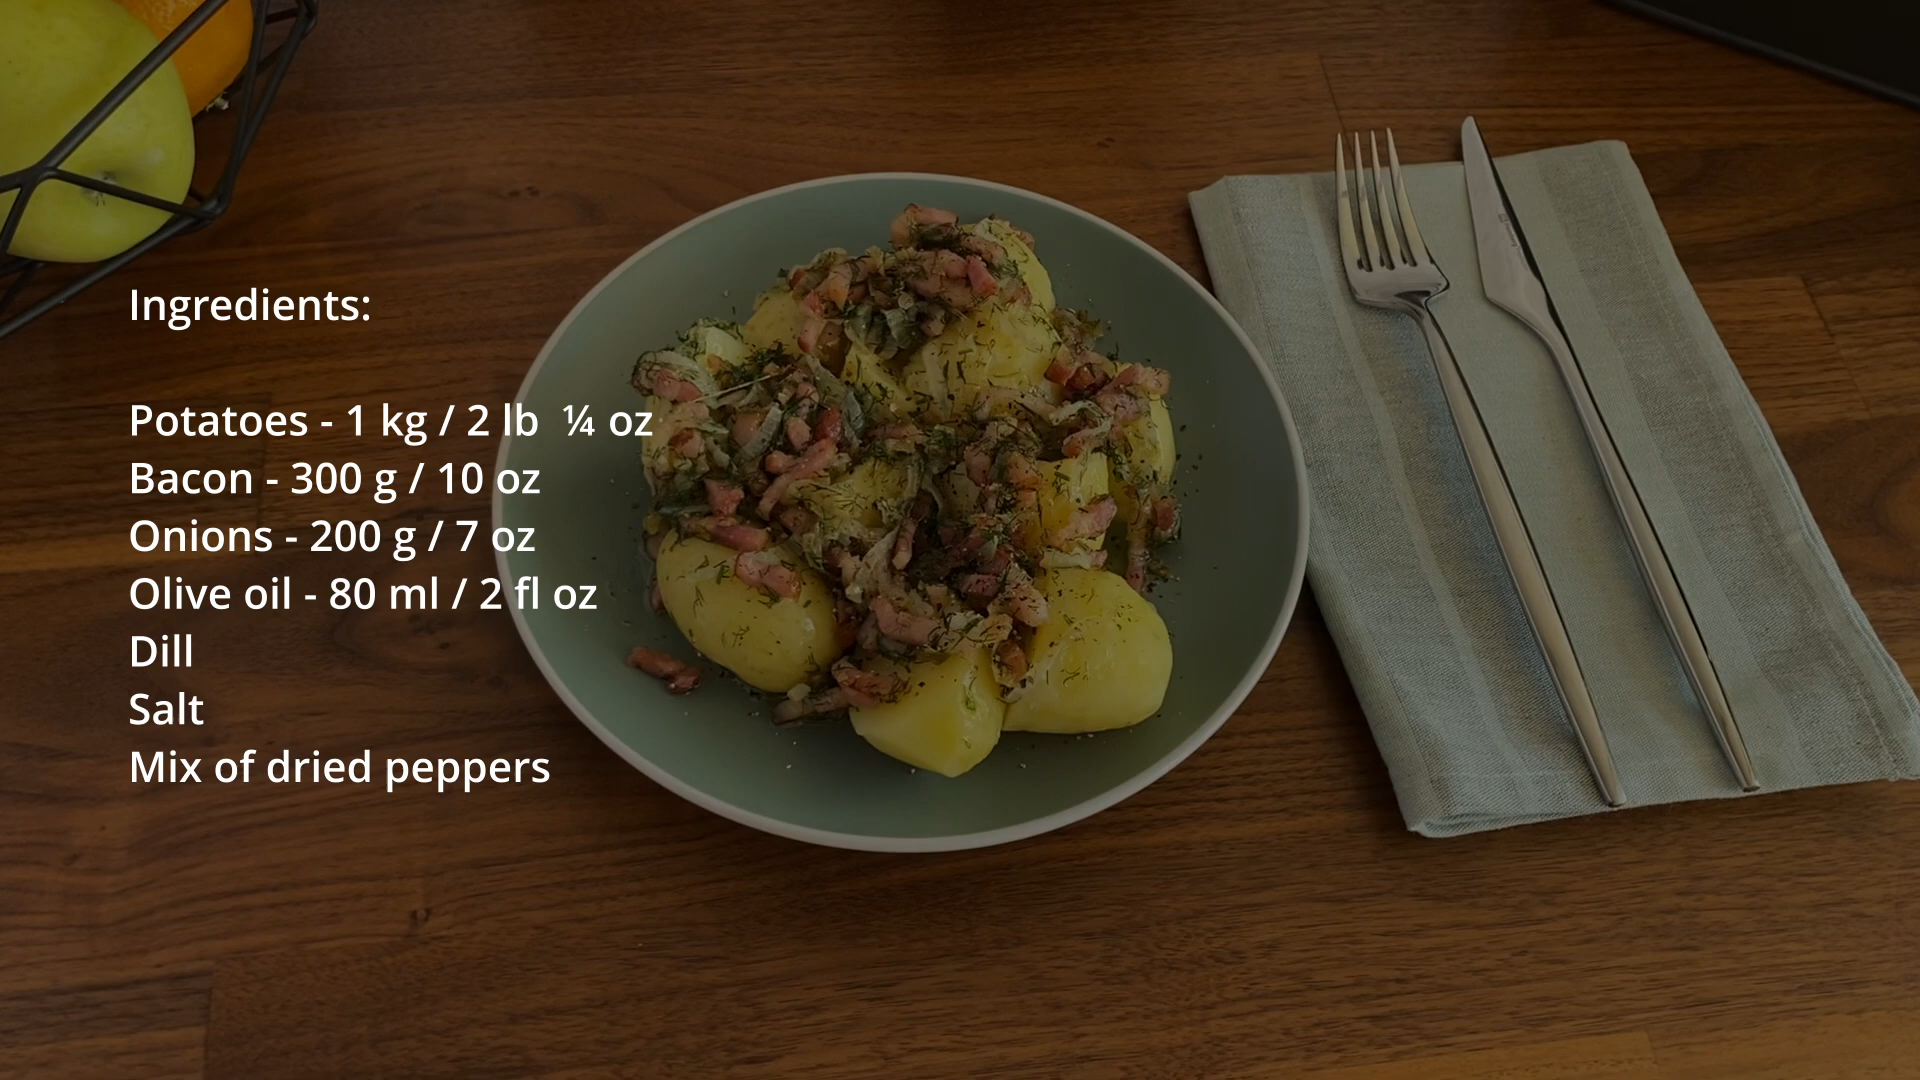 Ingredients:
Potatoes - 1 kg / 2 lb  ¼ oz
Bacon - 300 g / 10 oz
Onions - 200 g / 7 oz
Olive oil - 80 ml / 2 fl oz
Dill
Salt
Mix of dried peppers